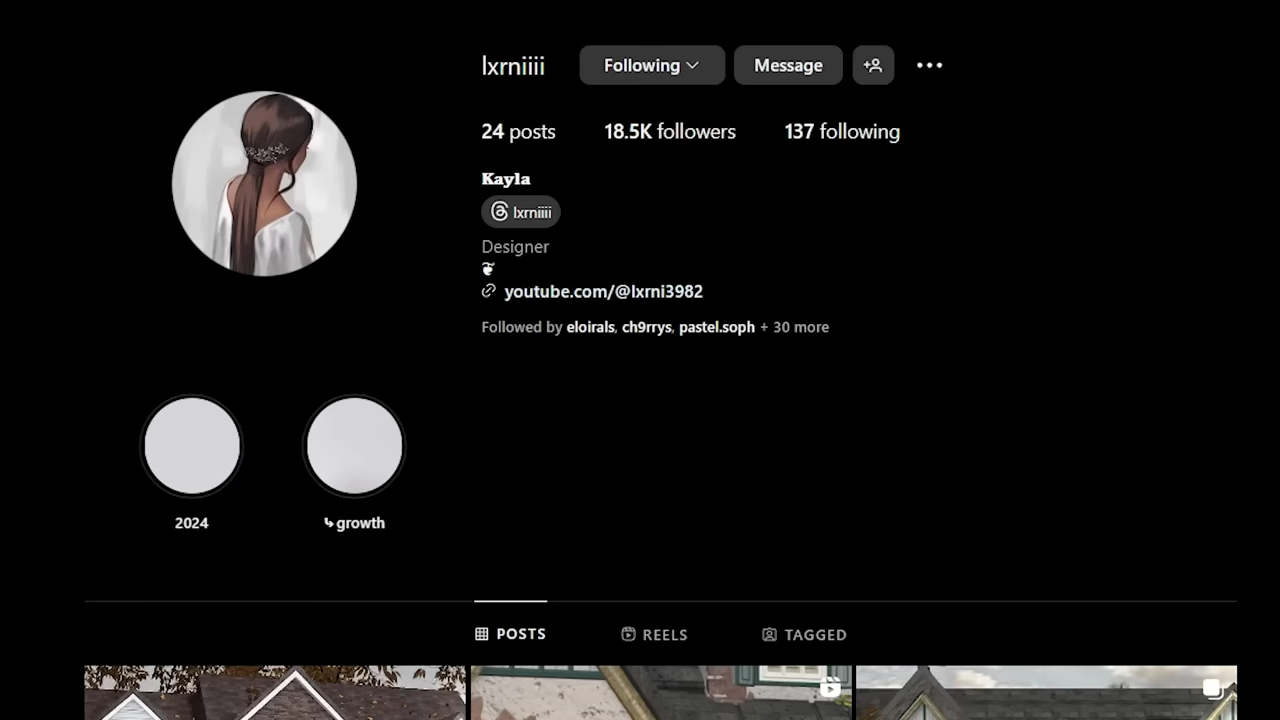 lxrniiii Following Message
24 posts 18.5K followers 137 following
Kayla
lxrniiii
Designer
youtube.com/@lxrni3982
Followed by eloirals, ch9rrys, pastel.soph + 30 more
2024 ↳growth
POSTS REELS TAGGED